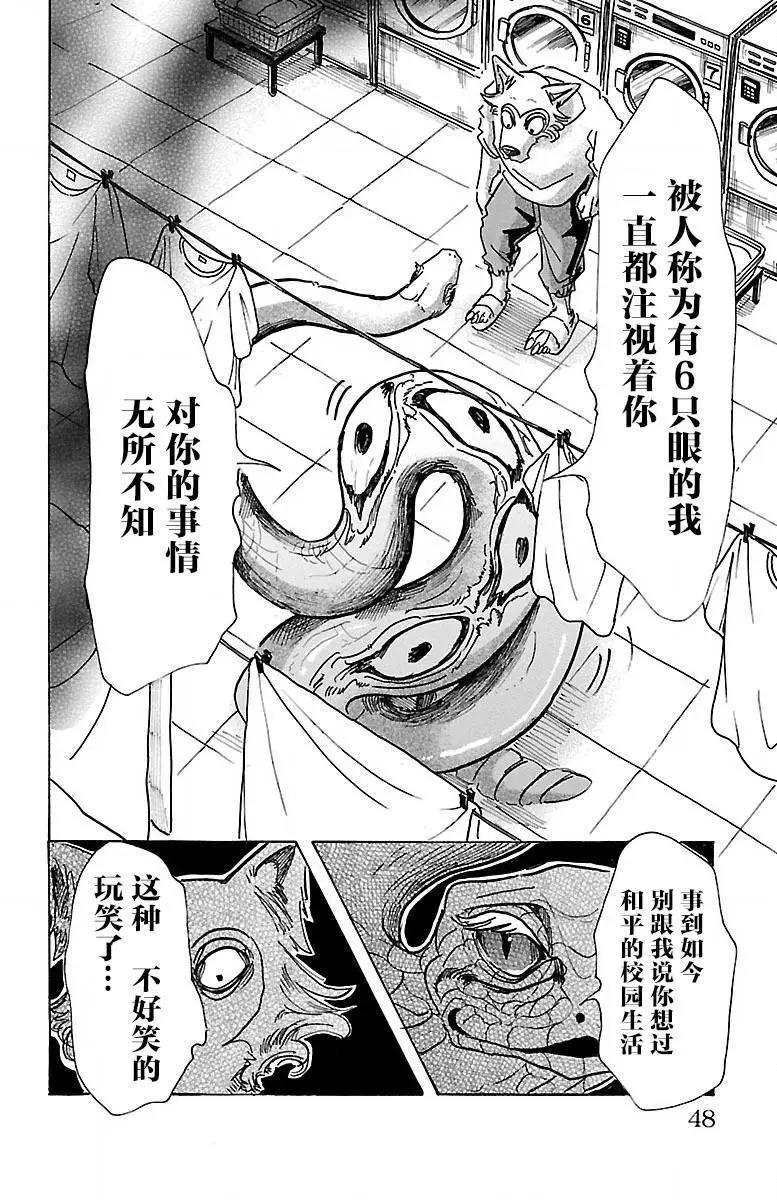 6
7
被人称为有6只眼的我
一直都注视着你
对你的事情
无所不知
事到如今
别跟我说你想过
和平的校园生活
这种 不好笑的
玩笑了…
48